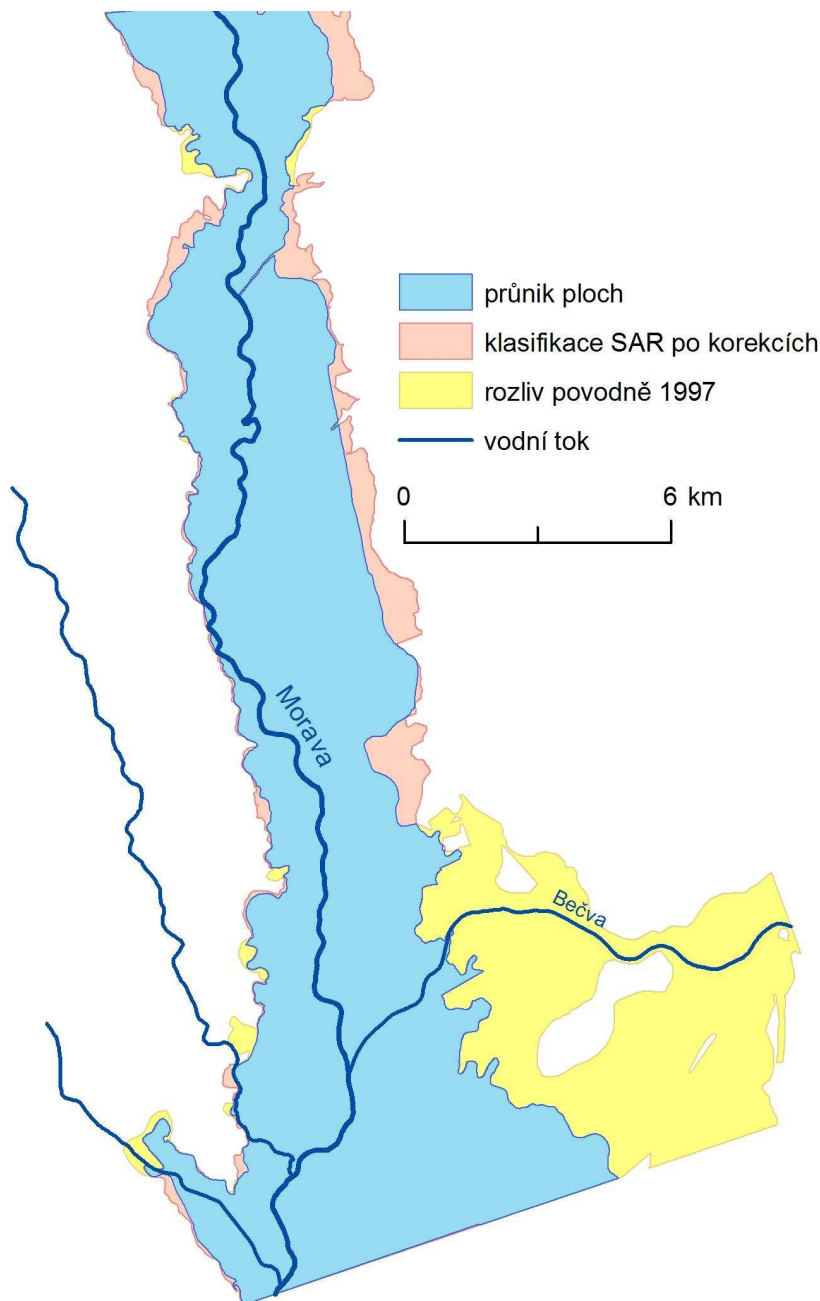 průnik ploch
klasifikace SAR po korekcích
rozliv povodně 1997
vodní tok
0 6 km
Morava
Bečva